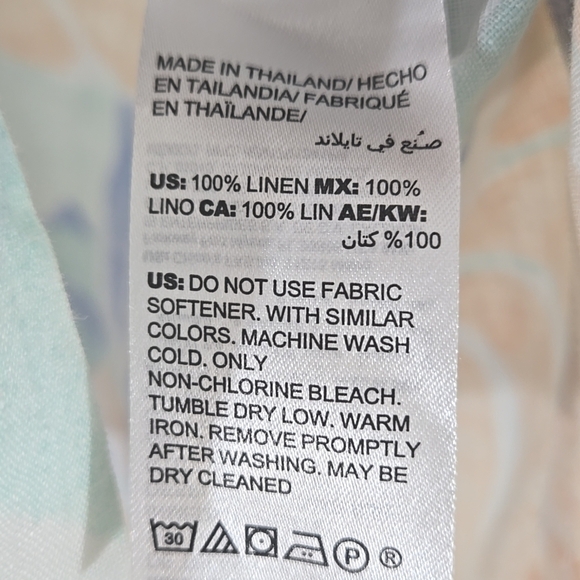 MADE IN THAILAND/ HECHO
EN TAILANDIA/ FABRIQUÉ
EN THAÏLANDE/
صُنع في تايلاند
US: 100% LINEN MX: 100%
LINO CA: 100% LIN AE/KW:
100% كتان
US: DO NOT USE FABRIC
SOFTENER. WITH SIMILAR
COLORS. MACHINE WASH
COLD. ONLY
NON-CHLORINE BLEACH.
TUMBLE DRY LOW. WARM
IRON. REMOVE PROMPTLY
AFTER WASHING. MAY BE
DRY CLEANED
30 P ®